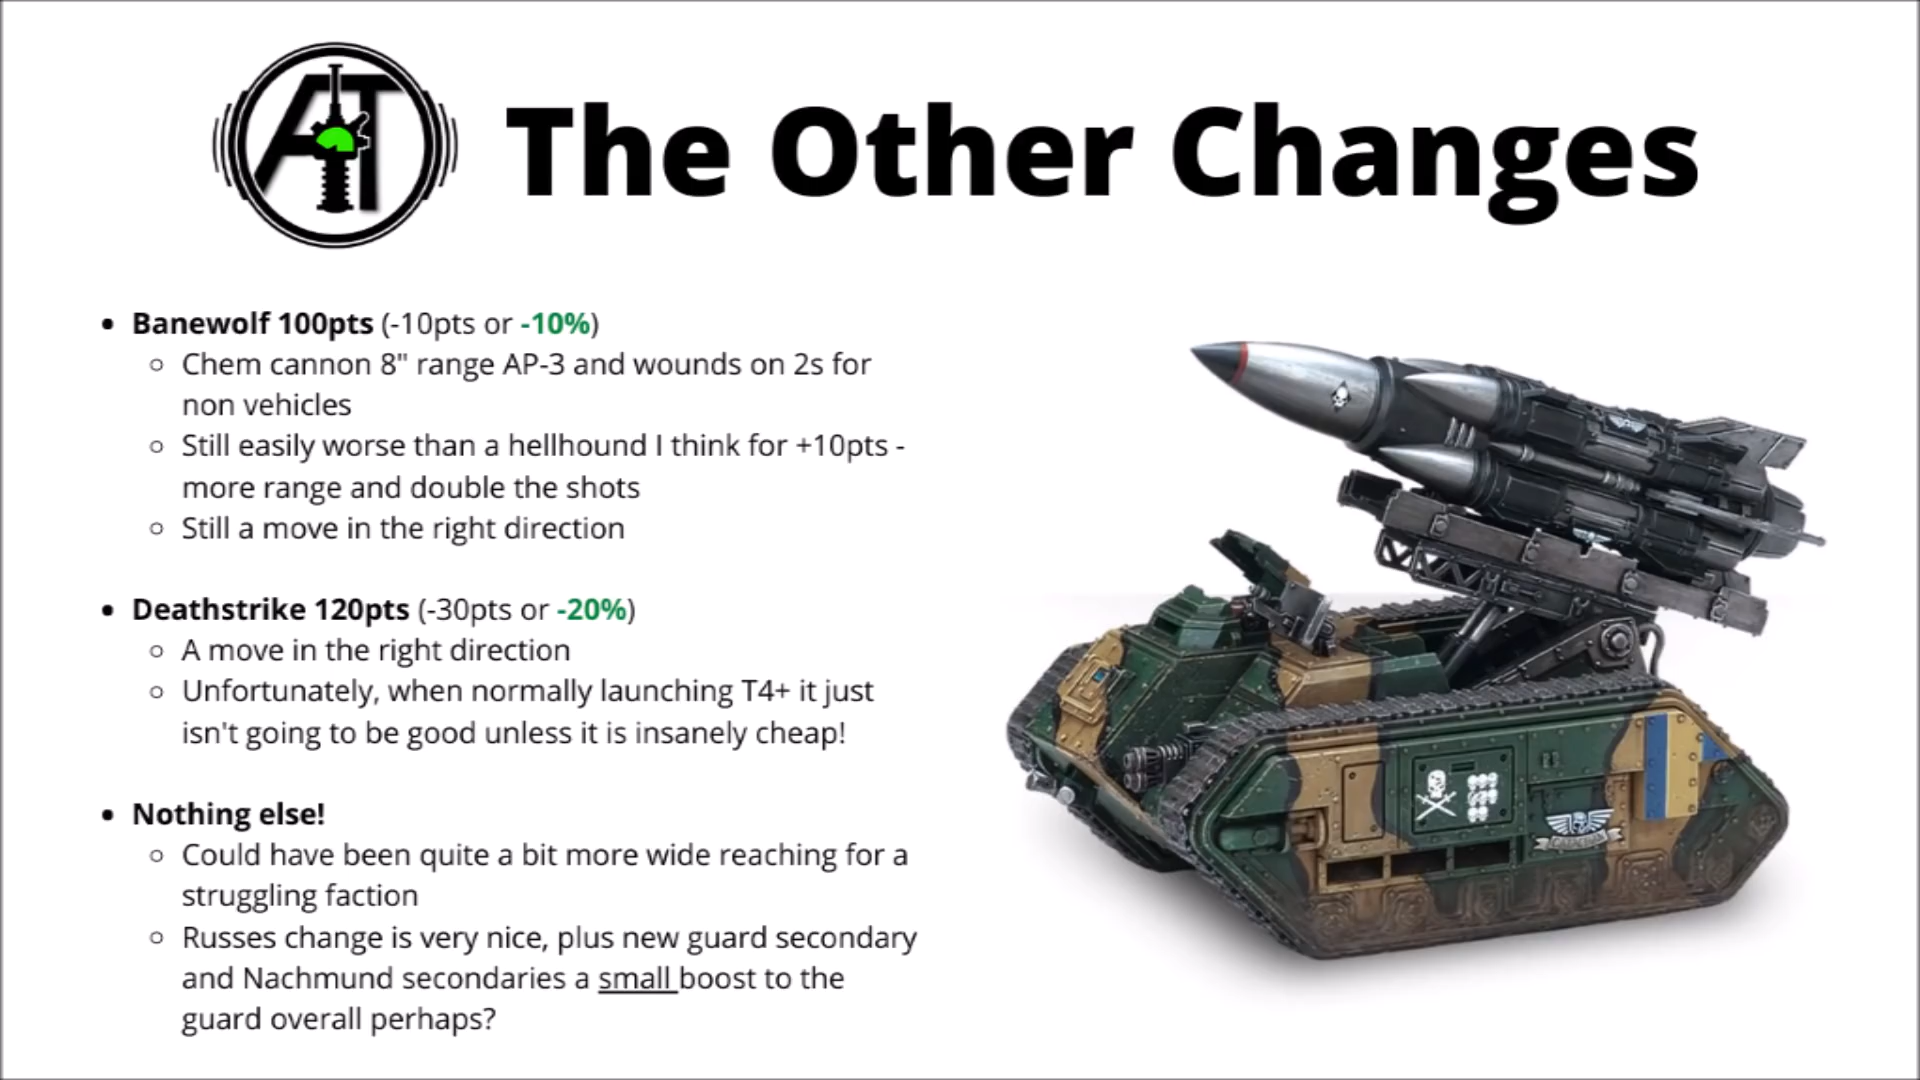 AT
The Other Changes
• Banewolf 100pts (-10pts or -10%)
○ Chem cannon 8" range AP-3 and wounds on 2s for
non vehicles
○ Still easily worse than a hellhound I think for +10pts -
more range and double the shots
○ Still a move in the right direction
• Deathstrike 120pts (-30pts or -20%)
○ A move in the right direction
○ Unfortunately, when normally launching T4+ it just
isn't going to be good unless it is insanely cheap!
• Nothing else!
○ Could have been quite a bit more wide reaching for a
struggling faction
○ Russes change is very nice, plus new guard secondary
and Nachmund secondaries a small boost to the
guard overall perhaps?